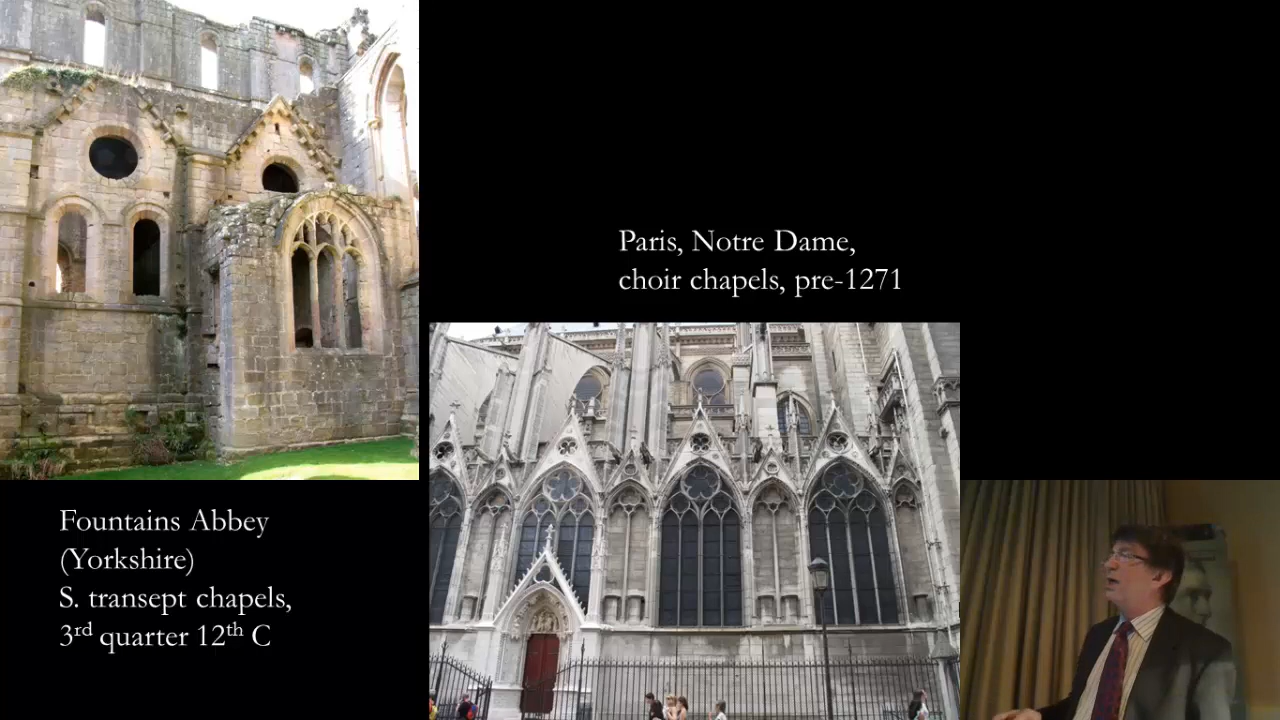 Paris, Notre Dame,
choir chapels, pre-1271
Fountains Abbey
(Yorkshire)
S. transept chapels,
3rd quarter 12th C